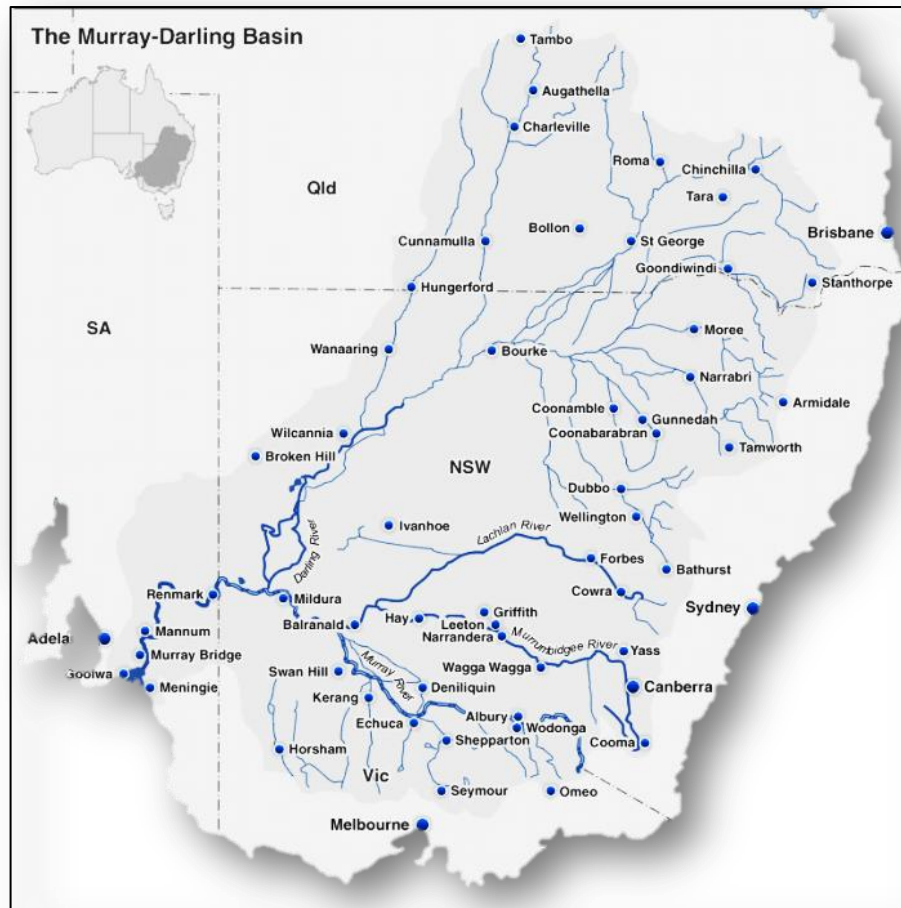 The Murray-Darling Basin
Tambo
Augathella
Charleville
Roma
Chinchilla
Qld
Tara
Bollon
Brisbane
Cunnamulla
St George
Goondiwindi
Hungerford
Stanthorpe
SA
Moree
Wanaaring
Bourke
Narrabri
Coonamble
Armidale
Gunnedah
Wilcannia
Coonabarabran
Broken Hill
Tamworth
NSW
Dubbo
Wellington
Ivanhoe
Lachlan River
Darling River
Forbes
Bathurst
Renmark
Mildura
Cowra
Sydney
Griffith
Hay
Leeton
Balranald
Mannum
Narrandera
Adela
Murrumbidgee River
Yass
Murray Bridge
Murray River
Wagga Wagga
Goolwa
Swan Hill
Meningie
Deniliquin
Canberra
Kerang
Albury
Echuca
Wodonga
Shepparton
Cooma
Horsham
Vic
Seymour
Omeo
Melbourne